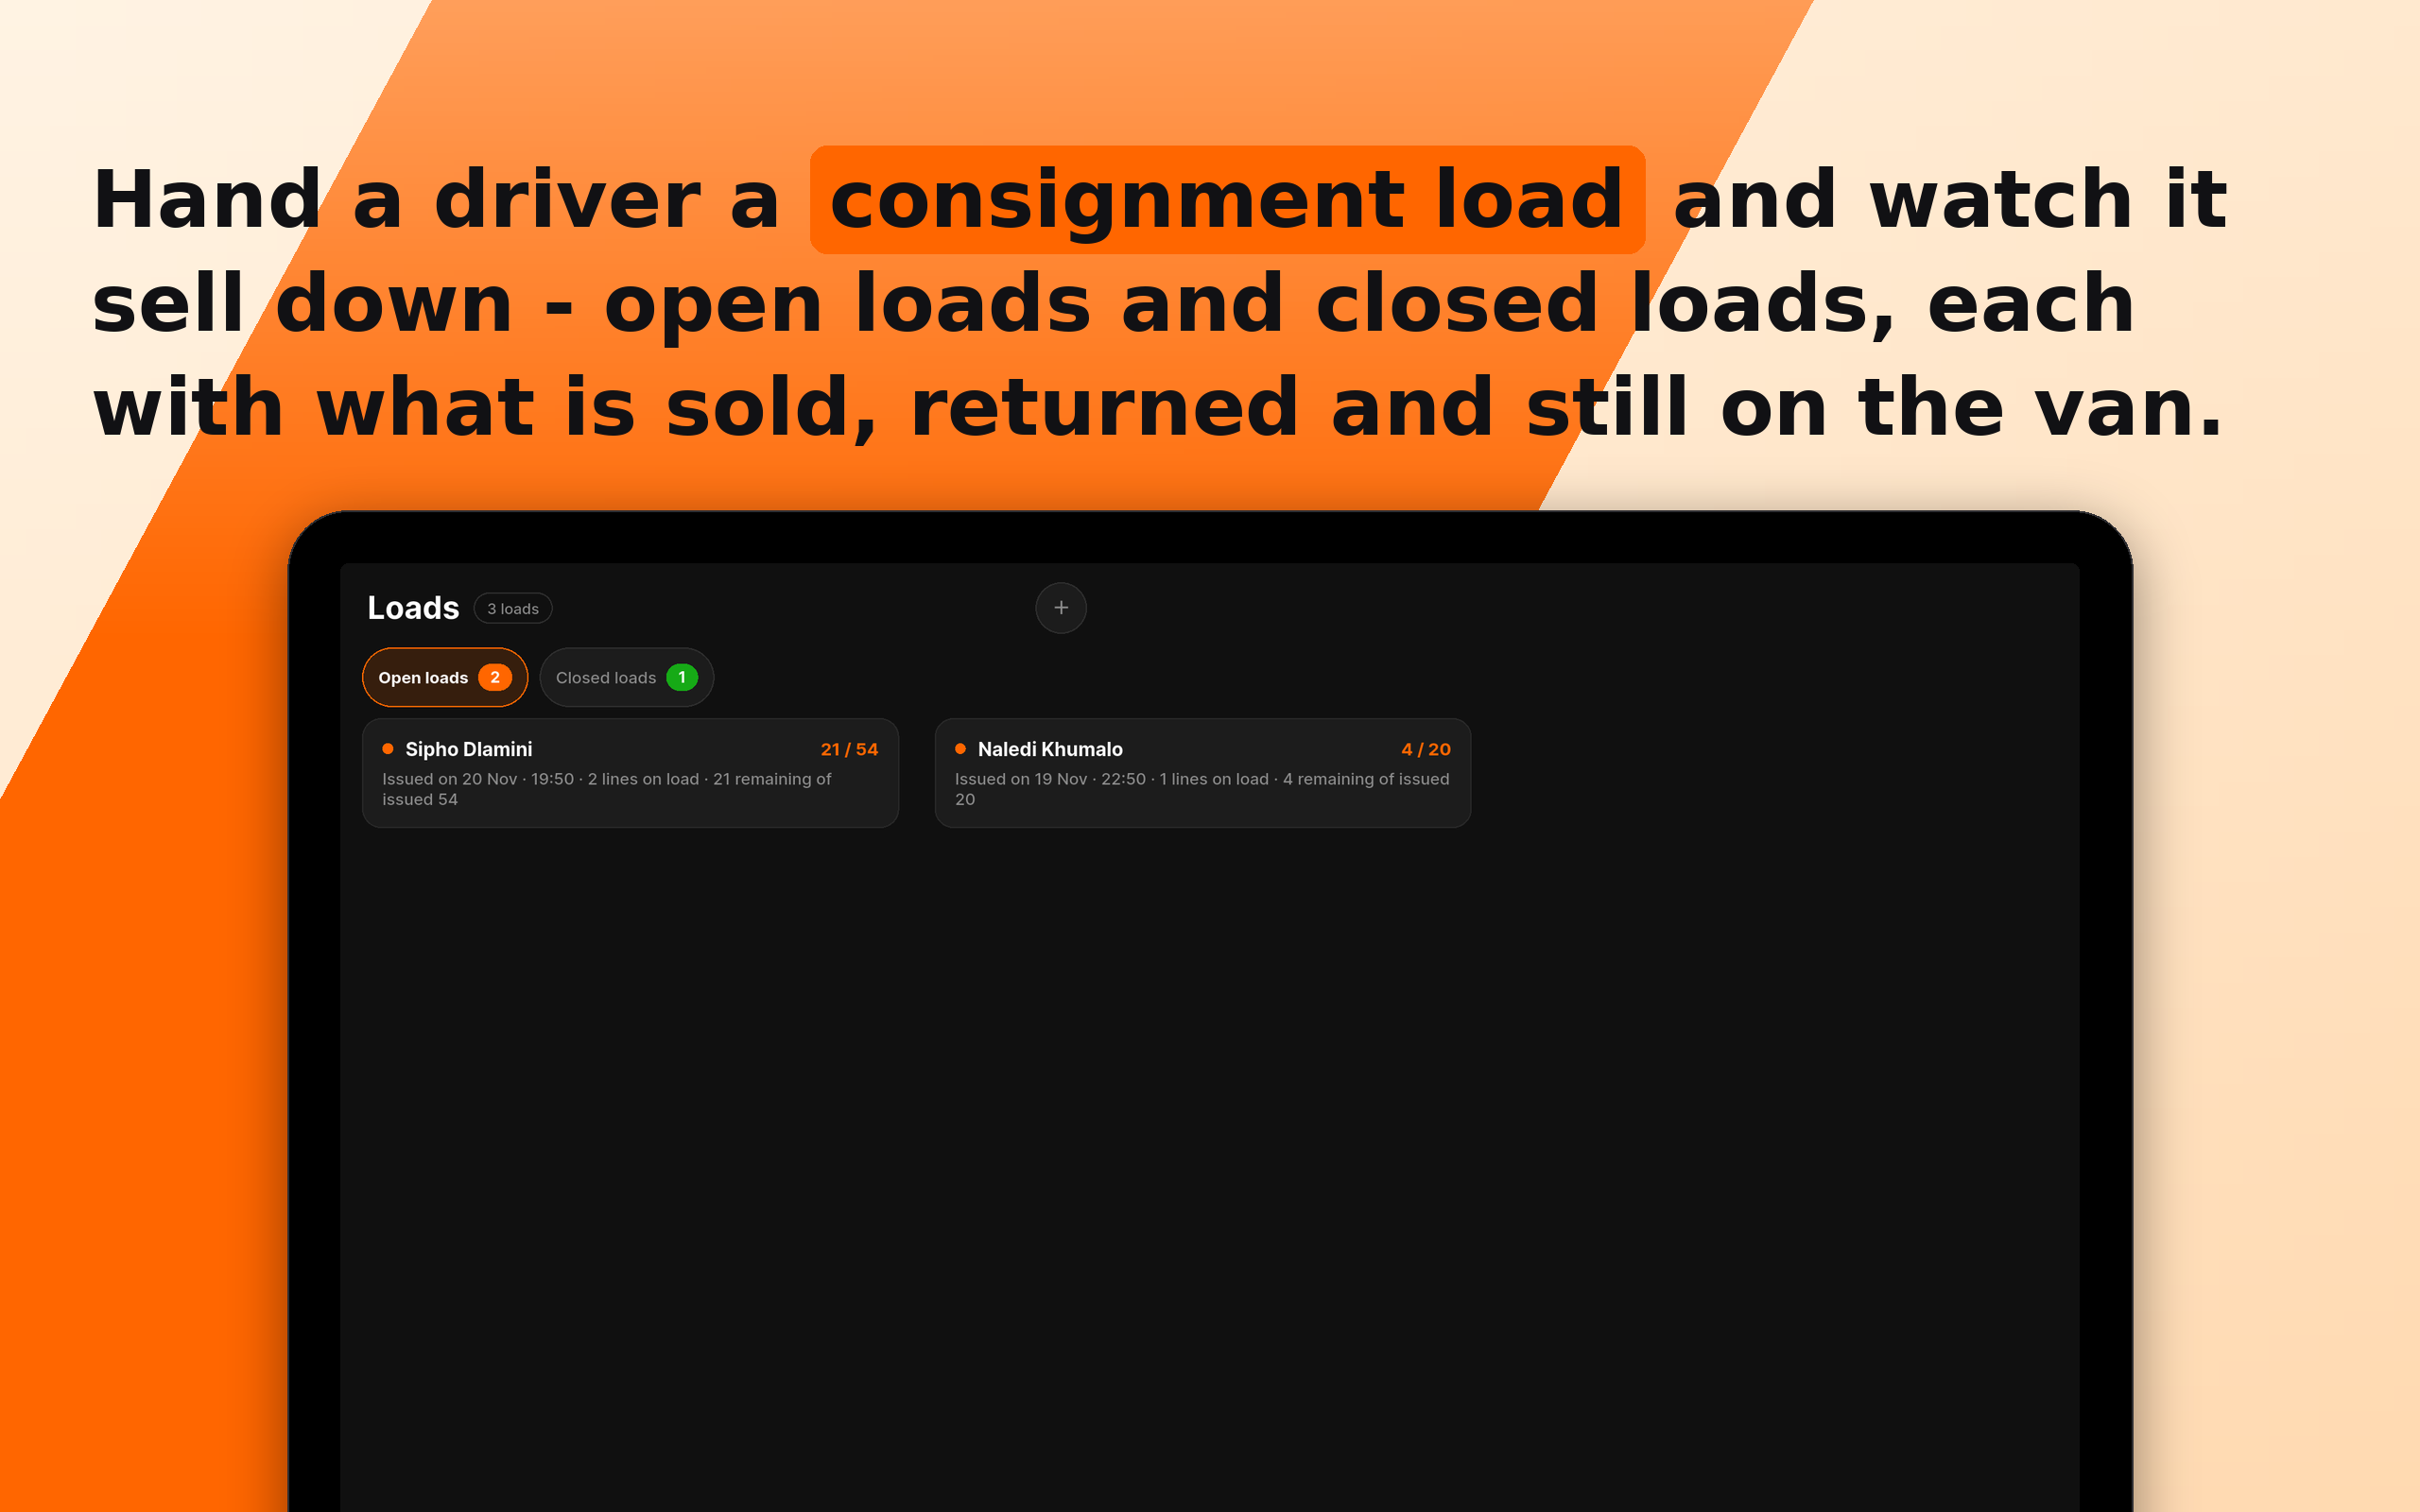 Hand a driver a consignment load and watch it
sell down - open loads and closed loads, each
with what is sold, returned and still on the van.
Loads
3 loads
+
Open loads 2
Closed loads 1
Sipho Dlamini
21 / 54
Issued on 20 Nov · 19:50 · 2 lines on load · 21 remaining of
issued 54
Naledi Khumalo
4 / 20
Issued on 19 Nov · 22:50 · 1 lines on load · 4 remaining of issued
20